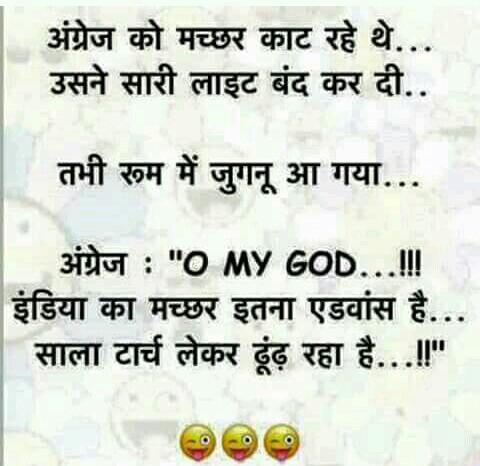 अंग्रेज को मच्छर काट रहे थे...
उसने सारी लाइट बंद कर दी..
तभी रूम में जुगनू आ गया...
अंग्रेज : "O MY GOD...!!!
इंडिया का मच्छर इतना एडवांस है...
साला टार्च लेकर ढूंढ़ रहा है...!!"